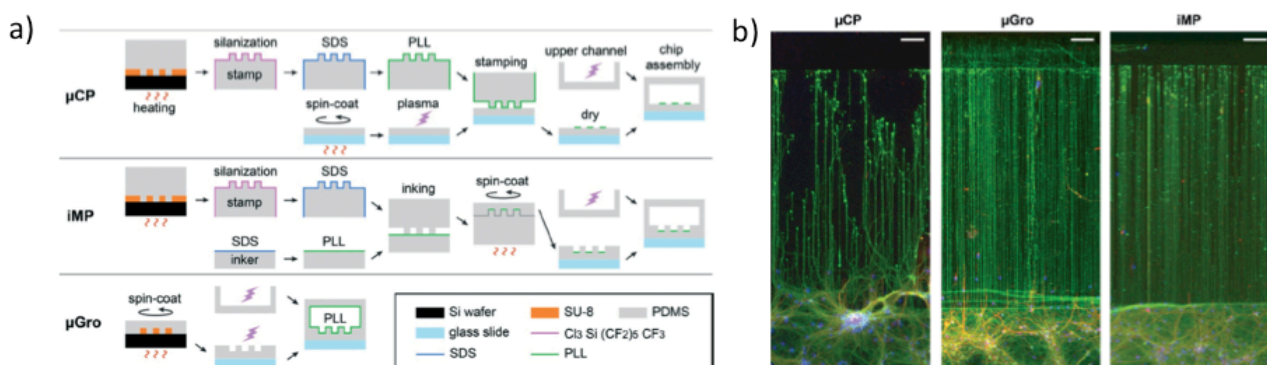 a)
µCP
heating
silanization
stamp
SDS
PLL
spin-coat
plasma
stamping
upper channel
dry
chip
assembly
iMP
silanization
stamp
SDS
SDS
inker
PLL
inking
spin-coat
µGro
spin-coat
PLL
Si wafer
SU-8
PDMS
glass slide
Cl3 Si (CF2)5 CF3
SDS
PLL
b)
µCP
µGro
iMP